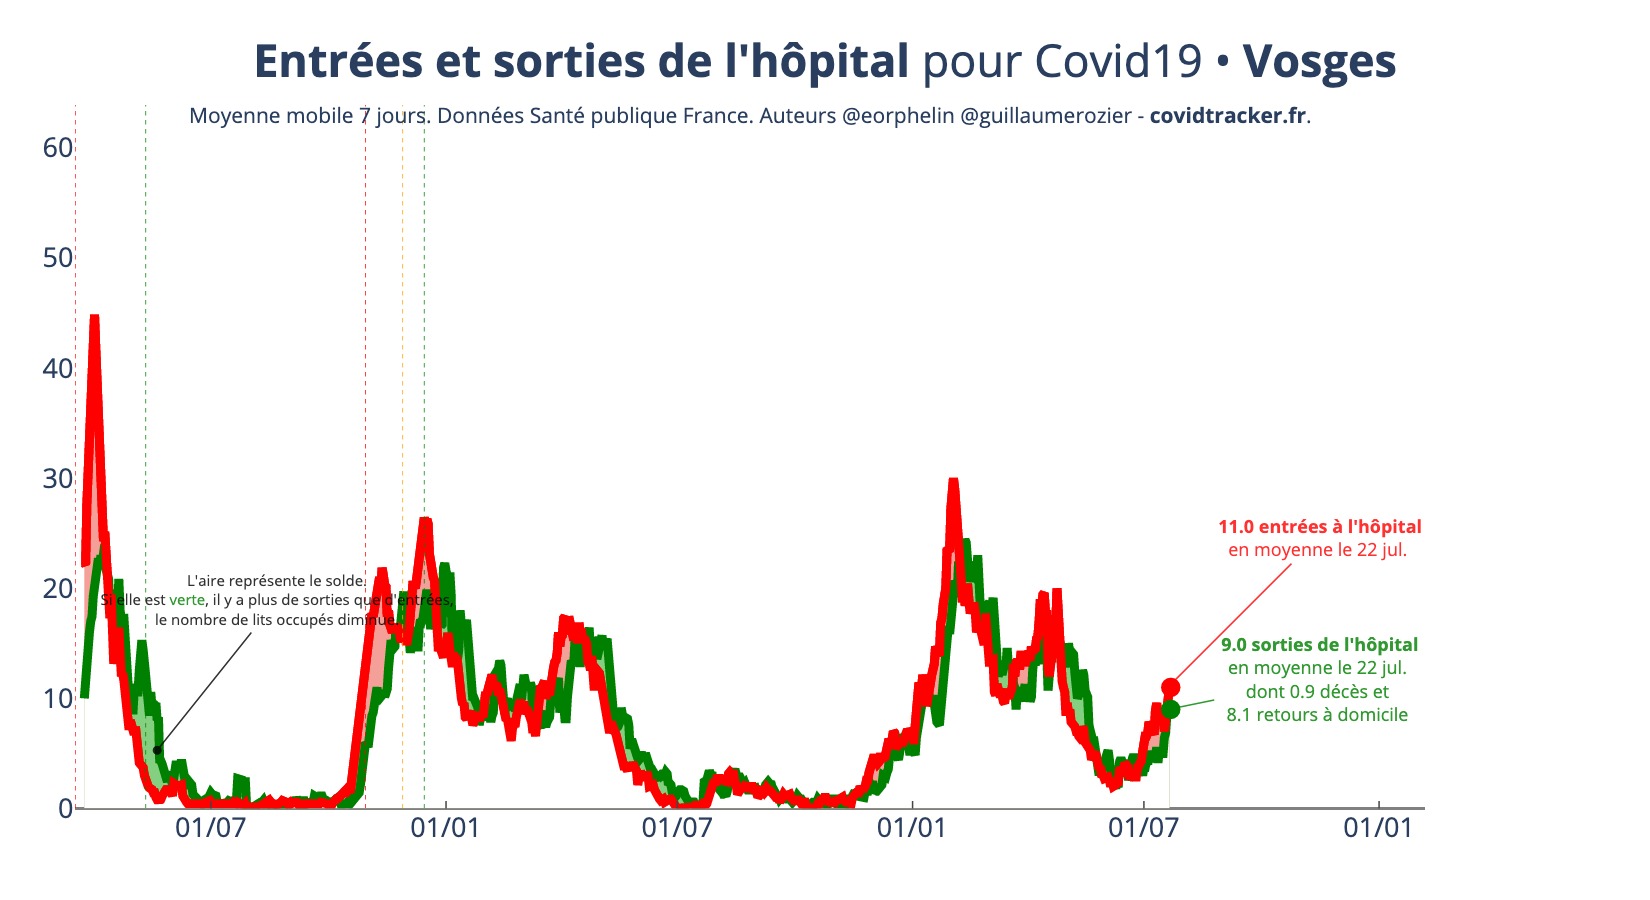 Entrées et sorties de l'hôpital pour Covid19 • Vosges
Moyenne mobile 7 jours. Données Santé publique France. Auteurs @eorphelin @guillaumerozier - covidtracker.fr.
60
50
40
30
20
10
0
L'aire représente le solde.
Si elle est verte, il y a plus de sorties que d'entrées,
le nombre de lits occupés diminue.
11.0 entrées à l'hôpital
en moyenne le 22 jul.
9.0 sorties de l'hôpital
en moyenne le 22 jul.
dont 0.9 décès et
8.1 retours à domicile
01/07
01/01
01/07
01/01
01/07
01/01